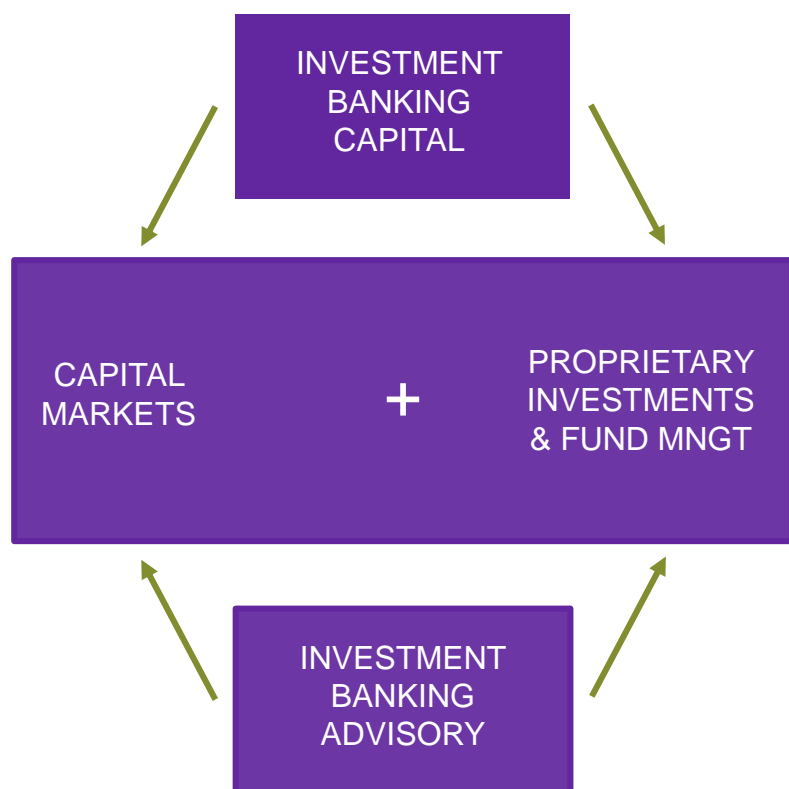 INVESTMENT
BANKING
CAPITAL
CAPITAL
MARKETS
+
PROPRIETARY
INVESTMENTS
& FUND MNGT
INVESTMENT
BANKING
ADVISORY